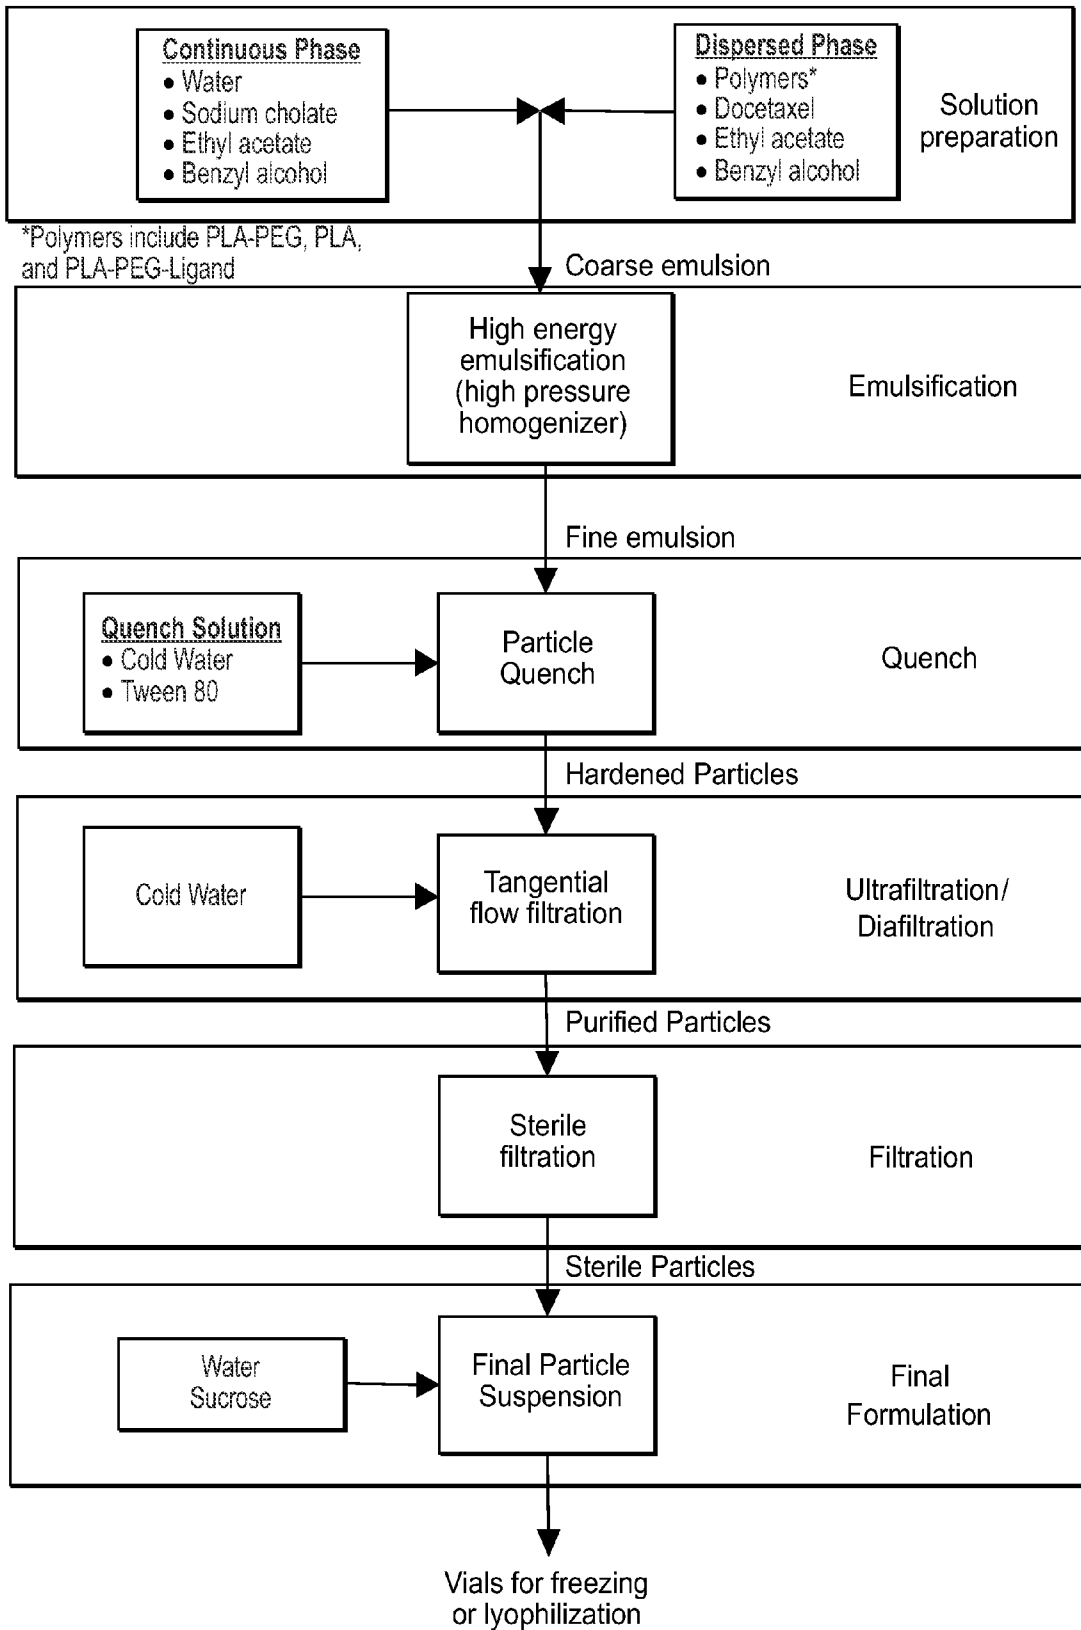 Continuous Phase
• Water
• Sodium cholate
• Ethyl acetate
• Benzyl alcohol
Dispersed Phase
• Polymers*
• Docetaxel
• Ethyl acetate
• Benzyl alcohol
Solution
preparation
*Polymers include PLA-PEG, PLA,
and PLA-PEG-Ligand
Coarse emulsion
High energy
emulsification
(high pressure
homogenizer)
Emulsification
Fine emulsion
Quench Solution
• Cold Water
• Tween 80
Particle
Quench
Quench
Hardened Particles
Cold Water
Tangential
flow filtration
Ultrafiltration/
Diafiltration
Purified Particles
Sterile
filtration
Filtration
Sterile Particles
Water
Sucrose
Final Particle
Suspension
Final
Formulation
Vials for freezing
or lyophilization